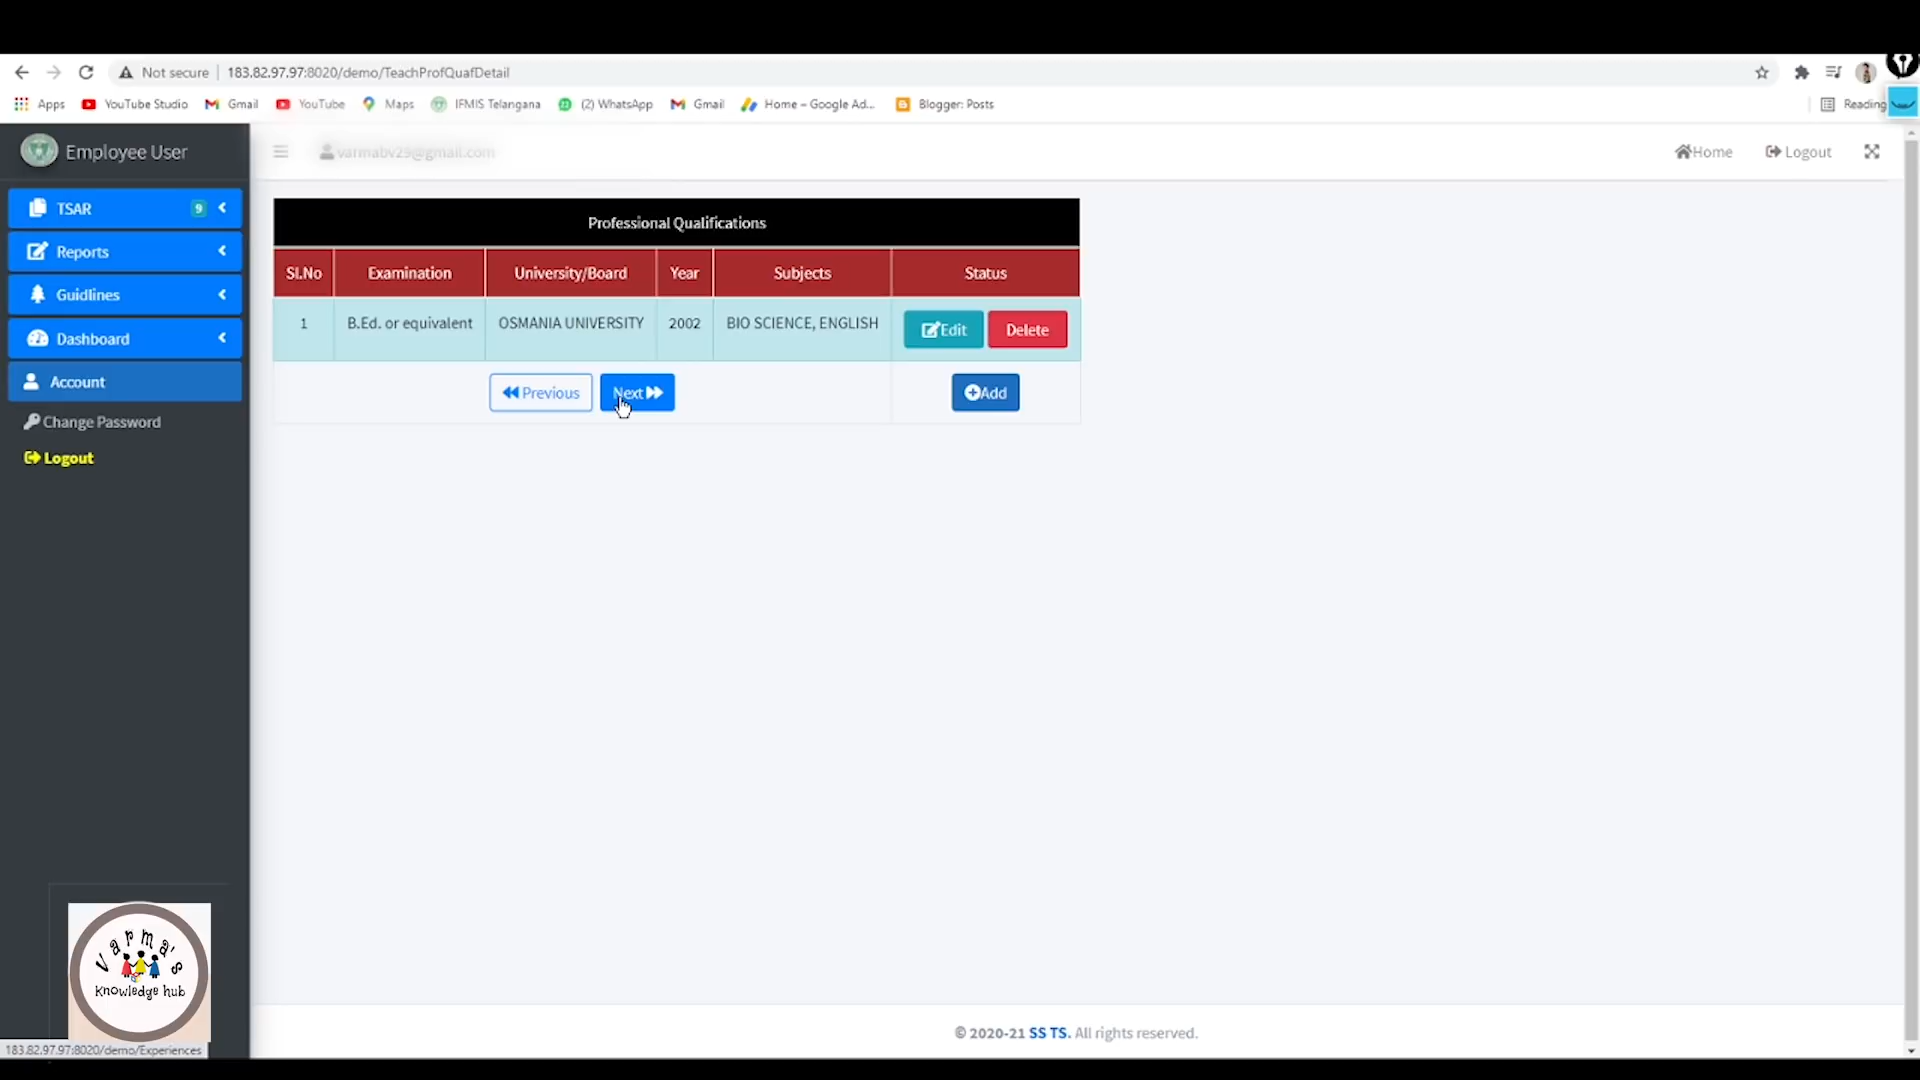 Not secure | 183.82.97.97:8020/demo/TeachProfQuafDetail
Apps YouTube Studio Gmail YouTube Maps IFMIS Telangana (2) WhatsApp Gmail Home – Google Ad... Blogger: Posts Reading
Employee User varmabv29@gmail.com Home Logout
TSAR 9
Reports
Guidlines
Dashboard
Account
Change Password
Logout
Professional Qualifications
Sl.No Examination University/Board Year Subjects Status
1 B.Ed. or equivalent OSMANIA UNIVERSITY 2002 BIO SCIENCE, ENGLISH Edit Delete
Previous Next Add
Varma's
Knowledge hub
© 2020-21 SS TS. All rights reserved.
183.82.97.97:8020/demo/Experiences